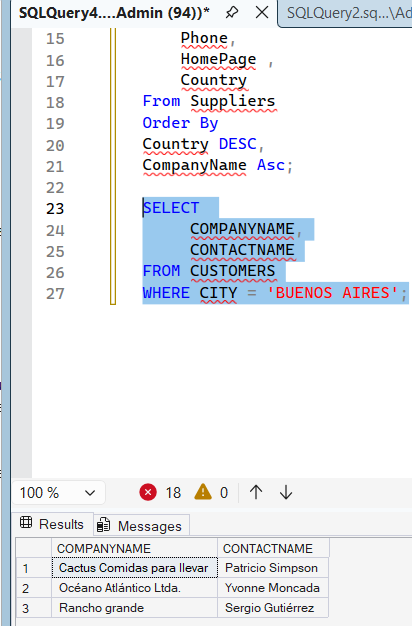 SQLQuery4....Admin (94))* SQLQuery2.sq...\Ad
15 Phone,
16 HomePage ,
17 Country
18 From Suppliers
19 Order By
20 Country DESC,
21 CompanyName Asc;
22
23 SELECT
24 COMPANYNAME,
25 CONTACTNAME
26 FROM CUSTOMERS
27 WHERE CITY = 'BUENOS AIRES';
100 % 18 0
Results Messages
COMPANYNAME CONTACTNAME
1 Cactus Comidas para llevar Patricio Simpson
2 Océano Atlántico Ltda. Yvonne Moncada
3 Rancho grande Sergio Gutiérrez